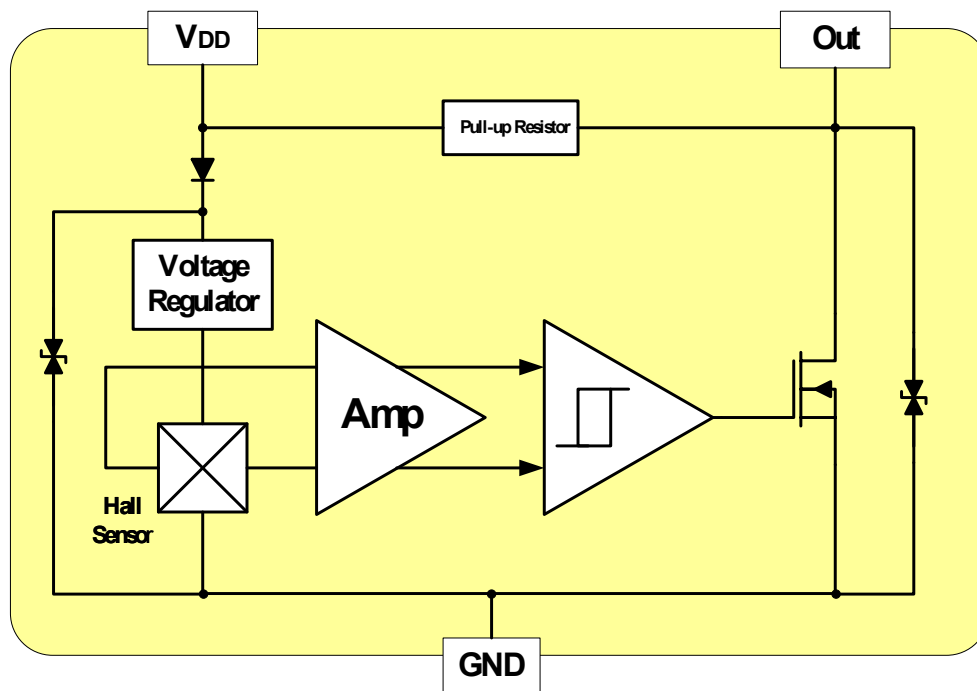 VDD
Out
Pull-up Resistor
Voltage
Regulator
Amp
Hall
Sensor
GND